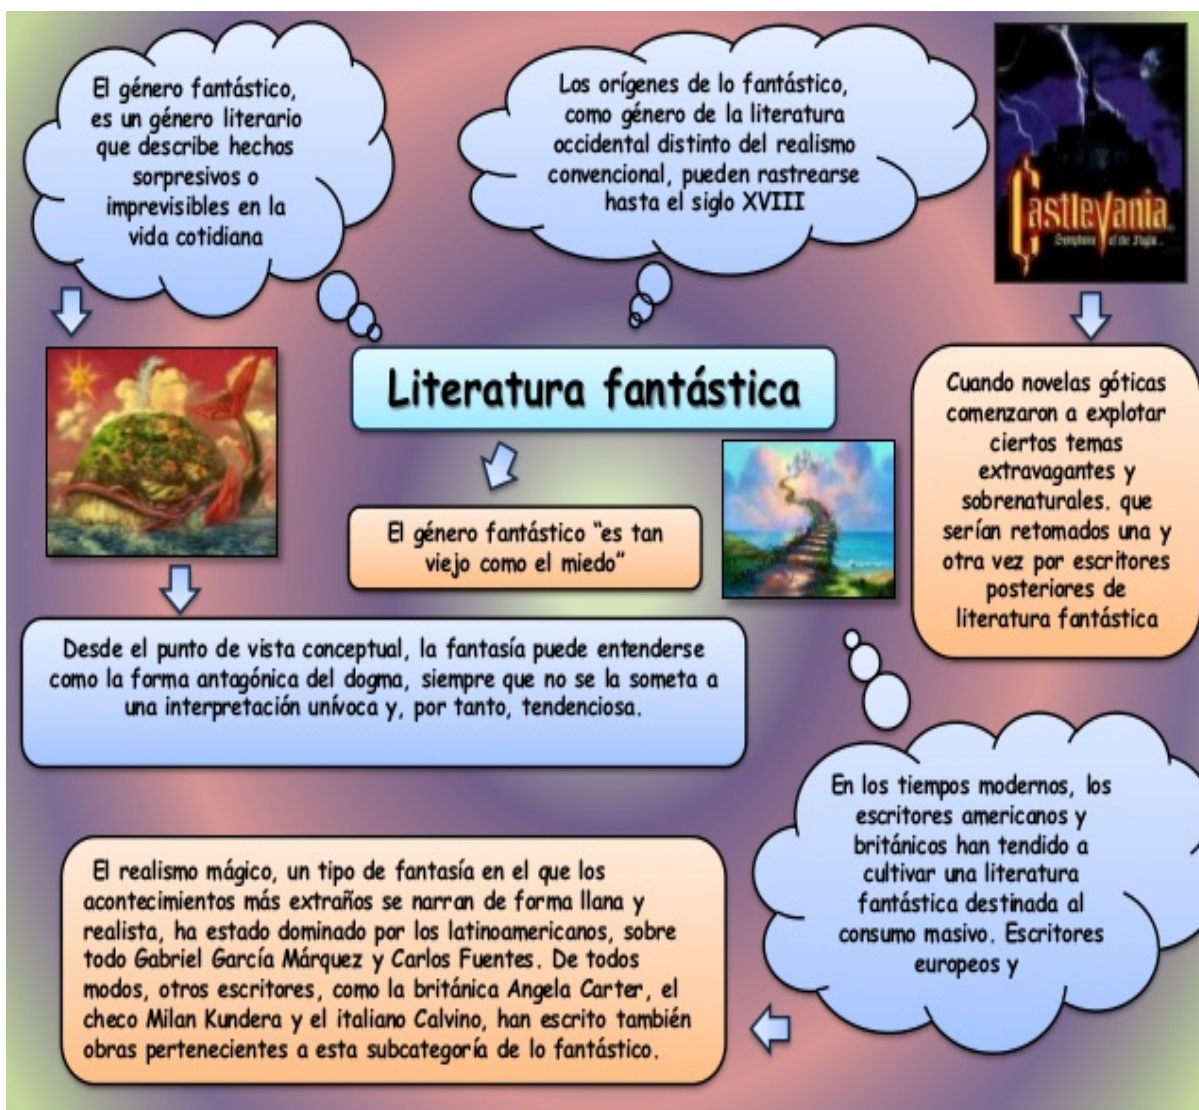 El género fantástico,
es un género literario
que describe hechos
sorpresivos o
imprevisibles en la
vida cotidiana
Los orígenes de lo fantástico,
como género de la literatura
occidental distinto del realismo
convencional, pueden rastrearse
hasta el siglo XVIII
Castlevania
Symphony of the Night
Literatura fantástica
Cuando novelas góticas
comenzaron a explotar
ciertos temas
extravagantes y
sobrenaturales. que
serían retomados una y
otra vez por escritores
posteriores de
literatura fantástica
El género fantástico “es tan
viejo como el miedo”
Desde el punto de vista conceptual, la fantasía puede entenderse
como la forma antagónica del dogma, siempre que no se la someta a
una interpretación unívoca y, por tanto, tendenciosa.
En los tiempos modernos, los
escritores americanos y
británicos han tendido a
cultivar una literatura
fantástica destinada al
consumo masivo. Escritores
europeos y
El realismo mágico, un tipo de fantasía en el que los
acontecimientos más extraños se narran de forma llana y
realista, ha estado dominado por los latinoamericanos, sobre
todo Gabriel García Márquez y Carlos Fuentes. De todos
modos, otros escritores, como la británica Angela Carter, el
checo Milan Kundera y el italiano Calvino, han escrito también
obras pertenecientes a esta subcategoría de lo fantástico.